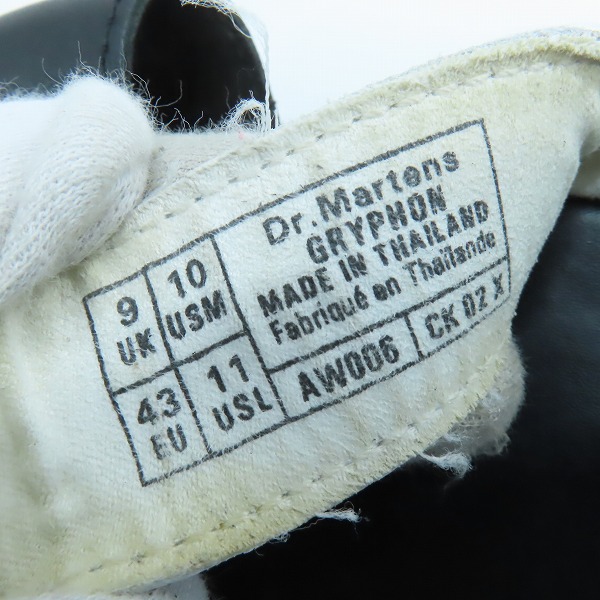 9
UK
10
USM
43
EU
11
USL
Dr.Martens
GRYPHON
MADE IN THAILAND
Fabriqué en Thaïlande
AW006
CK 02 X